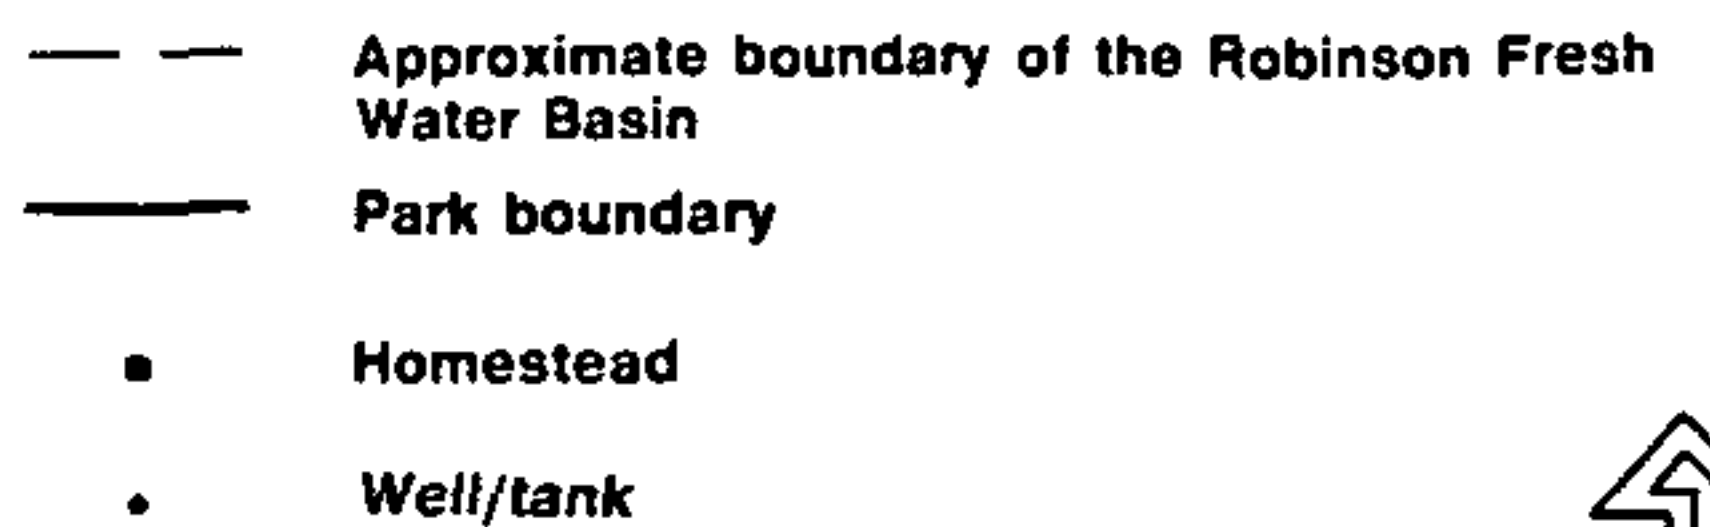 Approximate boundary of the Robinson Fresh
Water Basin
Park boundary
Homestead
Well/tank